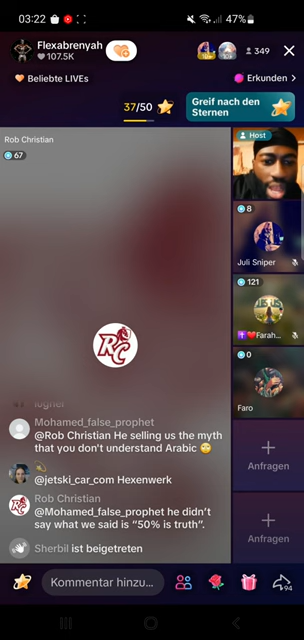 03:22
47%
Flexabrenyah
107.5K
349
Beliebte LIVEs
Erkunden >
37/50
Greif nach den
Sternen
Rob Christian
67
Host
8
Juli Sniper
121
Farah...
0
Faro
RC
lügner
Mohamed_false_prophet
@Rob Christian He selling us the myth
that you don't understand Arabic 🙄
@jetski_car_com Hexenwerk
Rob Christian
@Mohamed_false_prophet he didn't
say what we said is “50% is truth”.
Sherbil ist beigetreten
+
Anfragen
+
Anfragen
Kommentar hinzu...
94